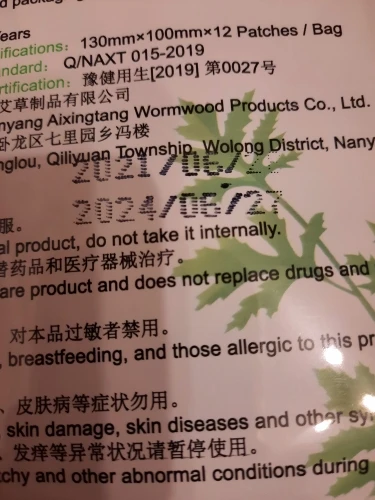 ears
ifications: 130mm×100mm×12 Patches / Bag
andard: Q/NAXT 015-2019
rtification: 豫健用生[2019] 第0027号
艾草制品有限公司
nyang Aixingtang Wormwood Products Co., Ltd.
卧龙区七里园乡冯楼
nglou, Qiliyuan Township, Wolong District, Nany
2021/06/
2024/06/27
服。
al product, do not take it internally.
替药品和医疗器械治疗。
are product and does not replace drugs and
对本品过敏者禁用。
, breastfeeding, and those allergic to this pr
、皮肤病等症状勿用。
skin damage, skin diseases and other sy
、发痒等异常状况请暂停使用。
chy and other abnormal conditions during